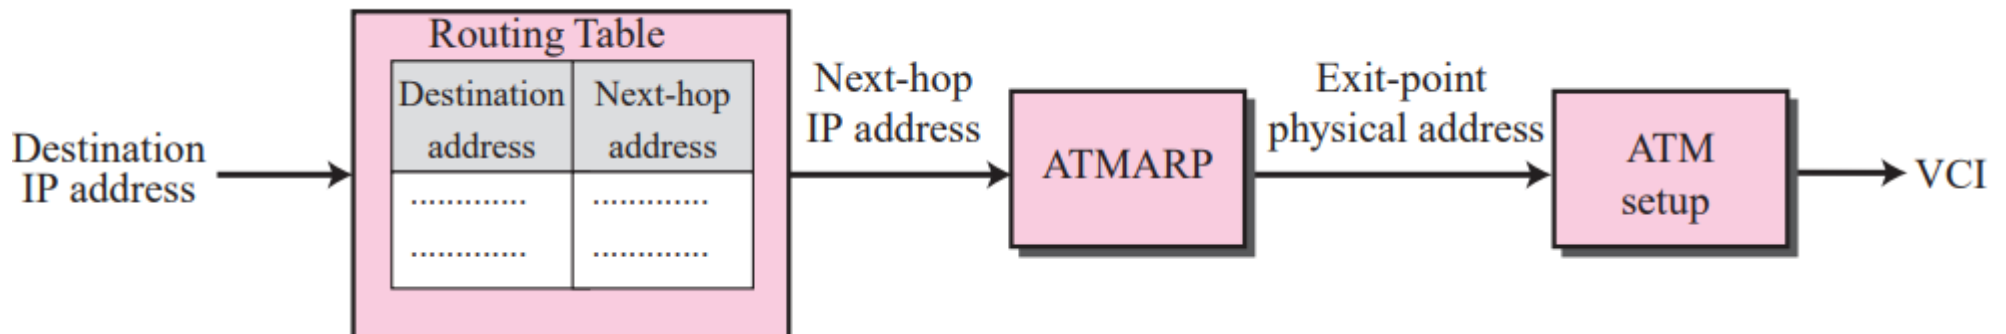 Destination
IP address
Routing Table
Destination
address
Next-hop
address
.............
.............
.............
.............
Next-hop
IP address
ATMARP
Exit-point
physical address
ATM
setup
VCI